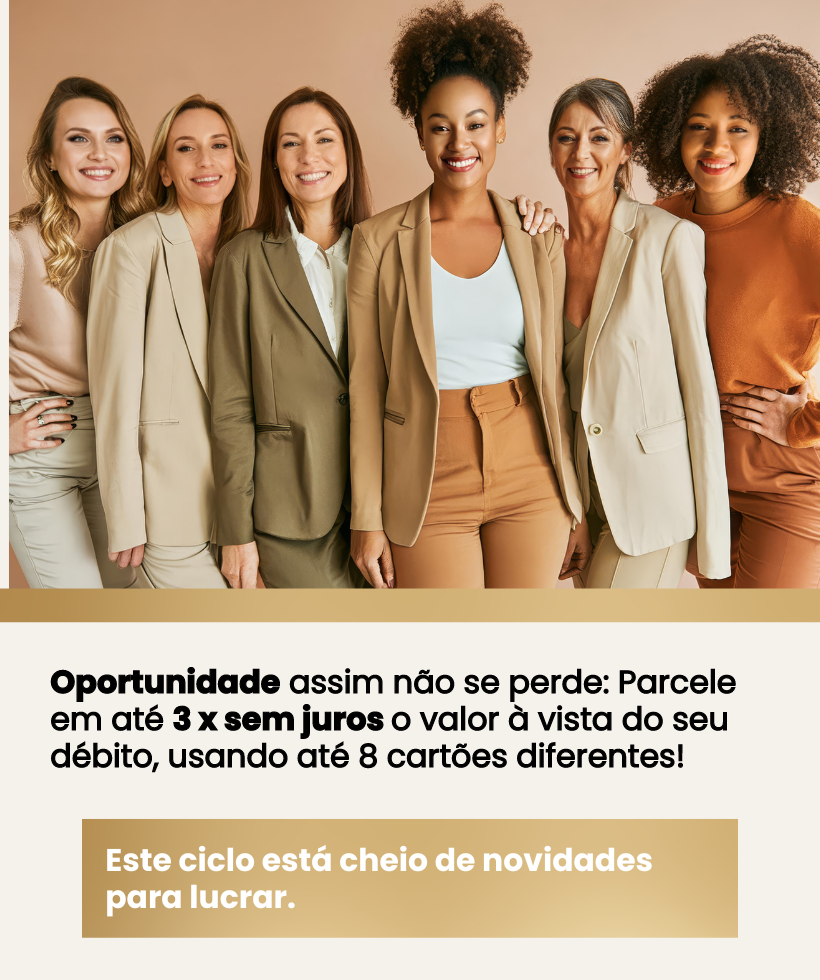 Oportunidade assim não se perde: Parcele
em até 3 x sem juros o valor à vista do seu
débito, usando até 8 cartões diferentes!
Este ciclo está cheio de novidades
para lucrar.